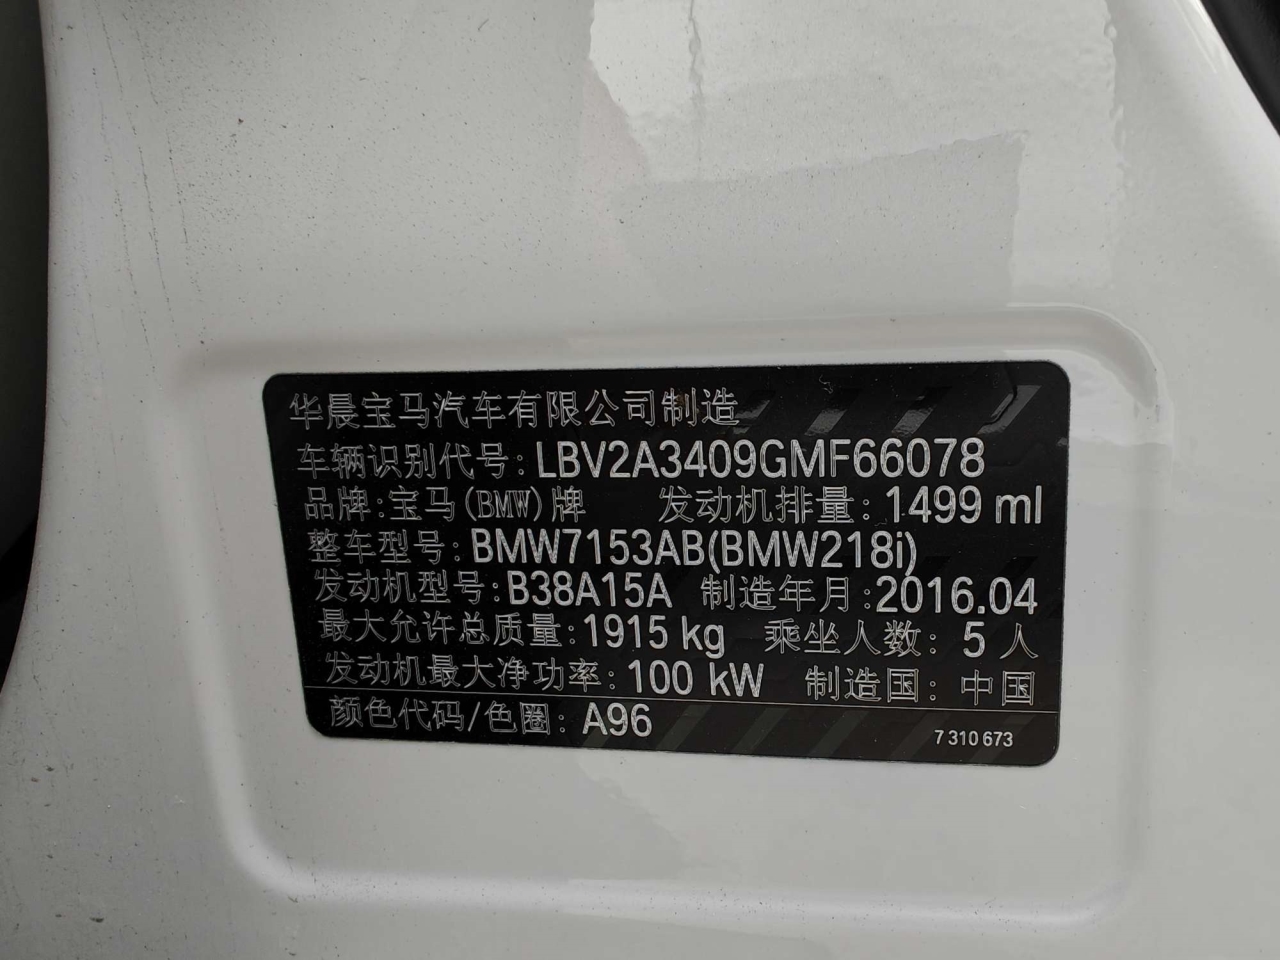 华晨宝马汽车有限公司制造
车辆识别代号: LBV2A3409GMF66078
品牌: 宝马(BMW)牌 发动机排量: 1499 ml
整车型号: BMW7153AB(BMW218i)
发动机型号: B38A15A 制造年月: 2016.04
最大允许总质量: 1915 kg 乘坐人数: 5 人
发动机最大净功率: 100 kW 制造国: 中国
颜色代码/色圈: A96
7 310 673